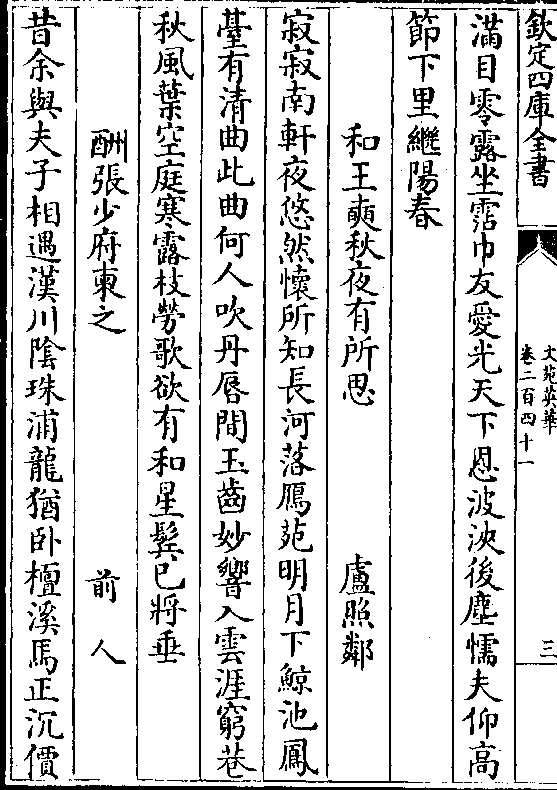 欽定四庫全書
文苑英華
卷二百四十一
三
滿目零露坐霑巾友愛光天下恩波浹後塵懦夫仰高
節下里繼陽春
和王奭秋夜有所思
盧照鄰
寂寂南軒夜悠然懷所知長河落鴈苑明月下鯨池鳳
臺有清曲此曲何人吹丹唇間玉齒妙響入雲涯窮巷
秋風葉空庭寒露枝勞歌欲有和星鬢已將垂
酬張少府柬之
前人
昔余與夫子相遇漢川陰珠浦龍猶卧檀溪馬正沉價